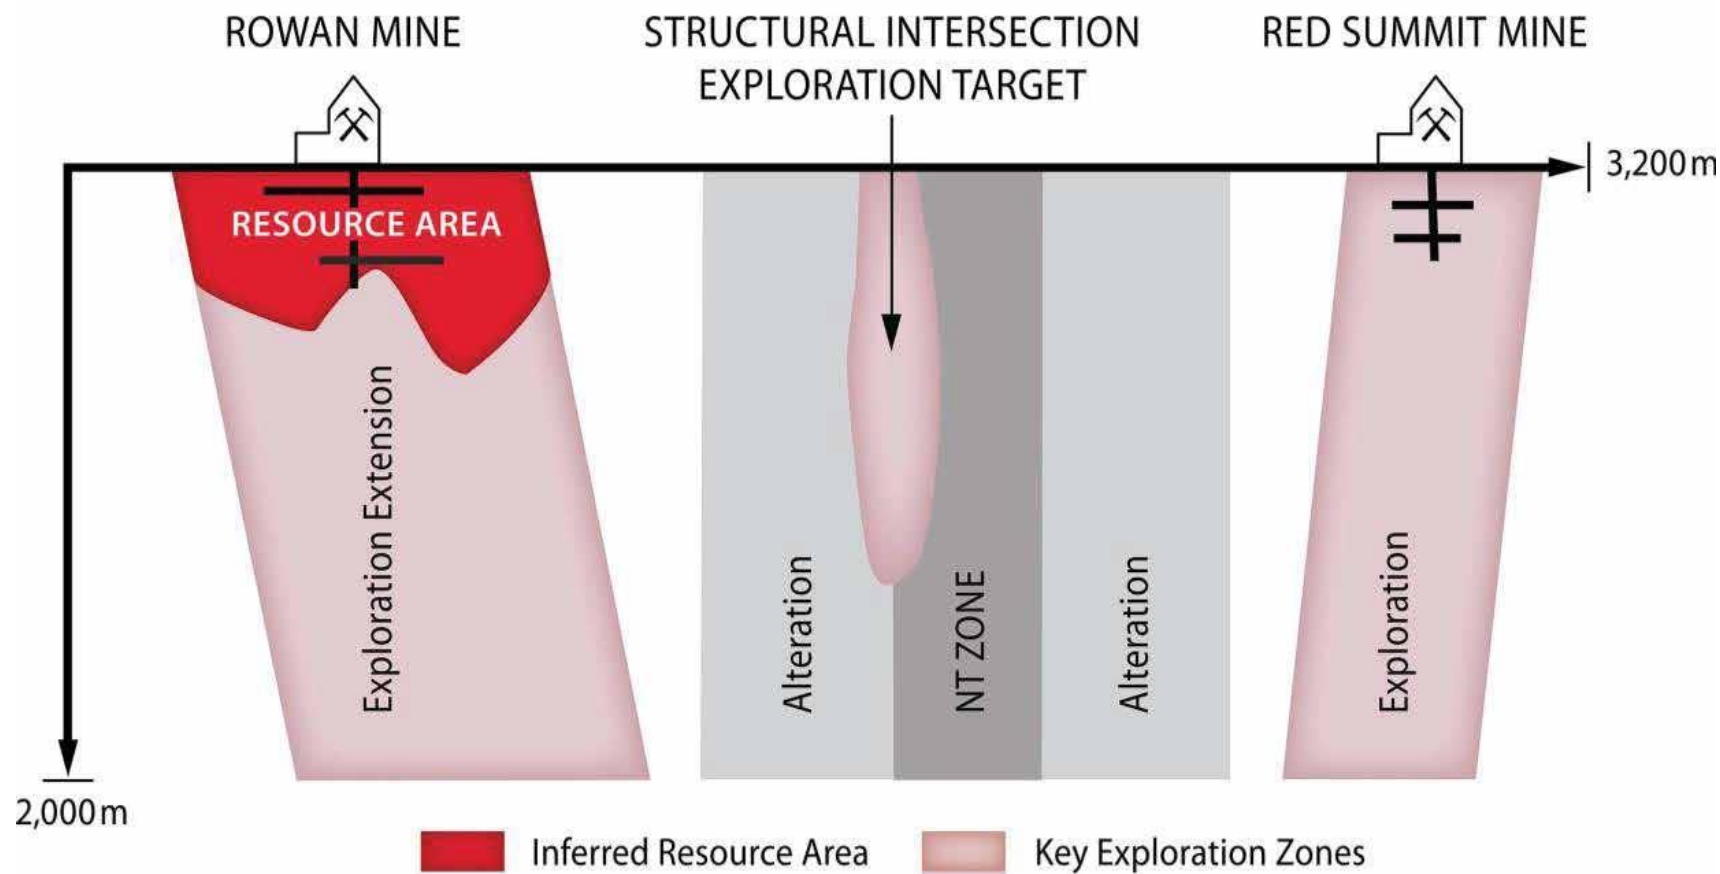 ROWAN MINE
STRUCTURAL INTERSECTION
EXPLORATION TARGET
RED SUMMIT MINE
3,200m
RESOURCE AREA
Exploration Extension
Alteration
NT ZONE
Alteration
Exploration
2,000m
Inferred Resource Area
Key Exploration Zones